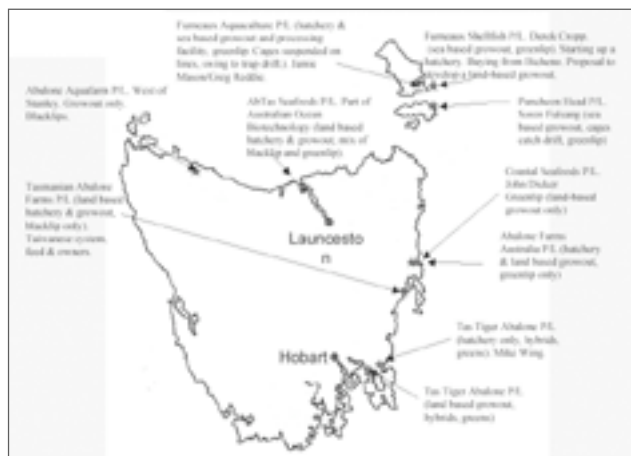 Furneaux Aquaculture P/L (hatchery &
sea based growout and processing
facility, greenlip. Cages suspended on
lines, owing to trap drift.) Jamie
Mason/Greg
Furneaux Shellfish P/L. Derek Cropp.
(sea based growout, greenlip). Starting up a
hatchery. Buying from Bicheno. Proposal to
develop a land-based growout.
Abalone Aquafarm P/L. West of
Stanley. Growout only.
Blacklips.
AbTas Seafoods P/L. Part of
Australian Ocean
Biotechnology (land based
hatchery & growout, mix of
blacklip and greenlip)
Puncheon Head P/L
(sea
based growout, cages
catch drift, greenlip)
Tasmanian Abalone
Farms P/L (land based
hatchery & growout,
blacklip only).
Taiwanese system,
feed & owners.
Coastal Seafoods P/L
John
Greenlip (land-based
growout only)
Launcesto
n
Abalone Farms
Australia P/L (hatchery
& land based growout,
greenlip only)
Hobart
Tas Tiger Abalone P/L
(hatchery only, hybrids,
greens). Mike Wing.
Tas Tiger Abalone P/L
(land based growout,
hybrids, greens)